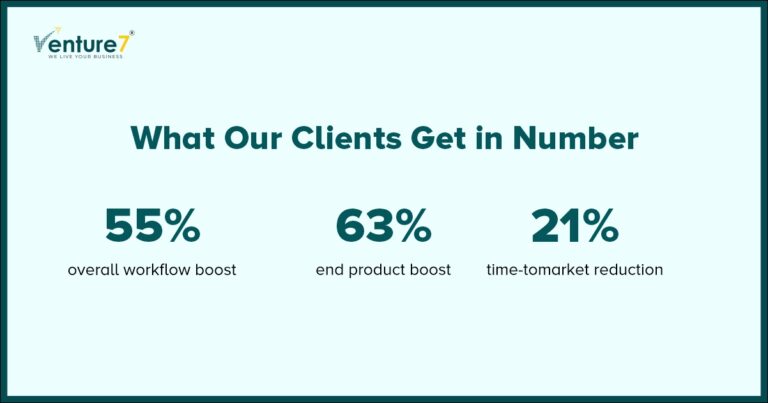 Venture7®
WE LIVE YOUR BUSINESS
What Our Clients Get in Number
55% 63% 21%
overall workflow boost end product boost time-tomarket reduction